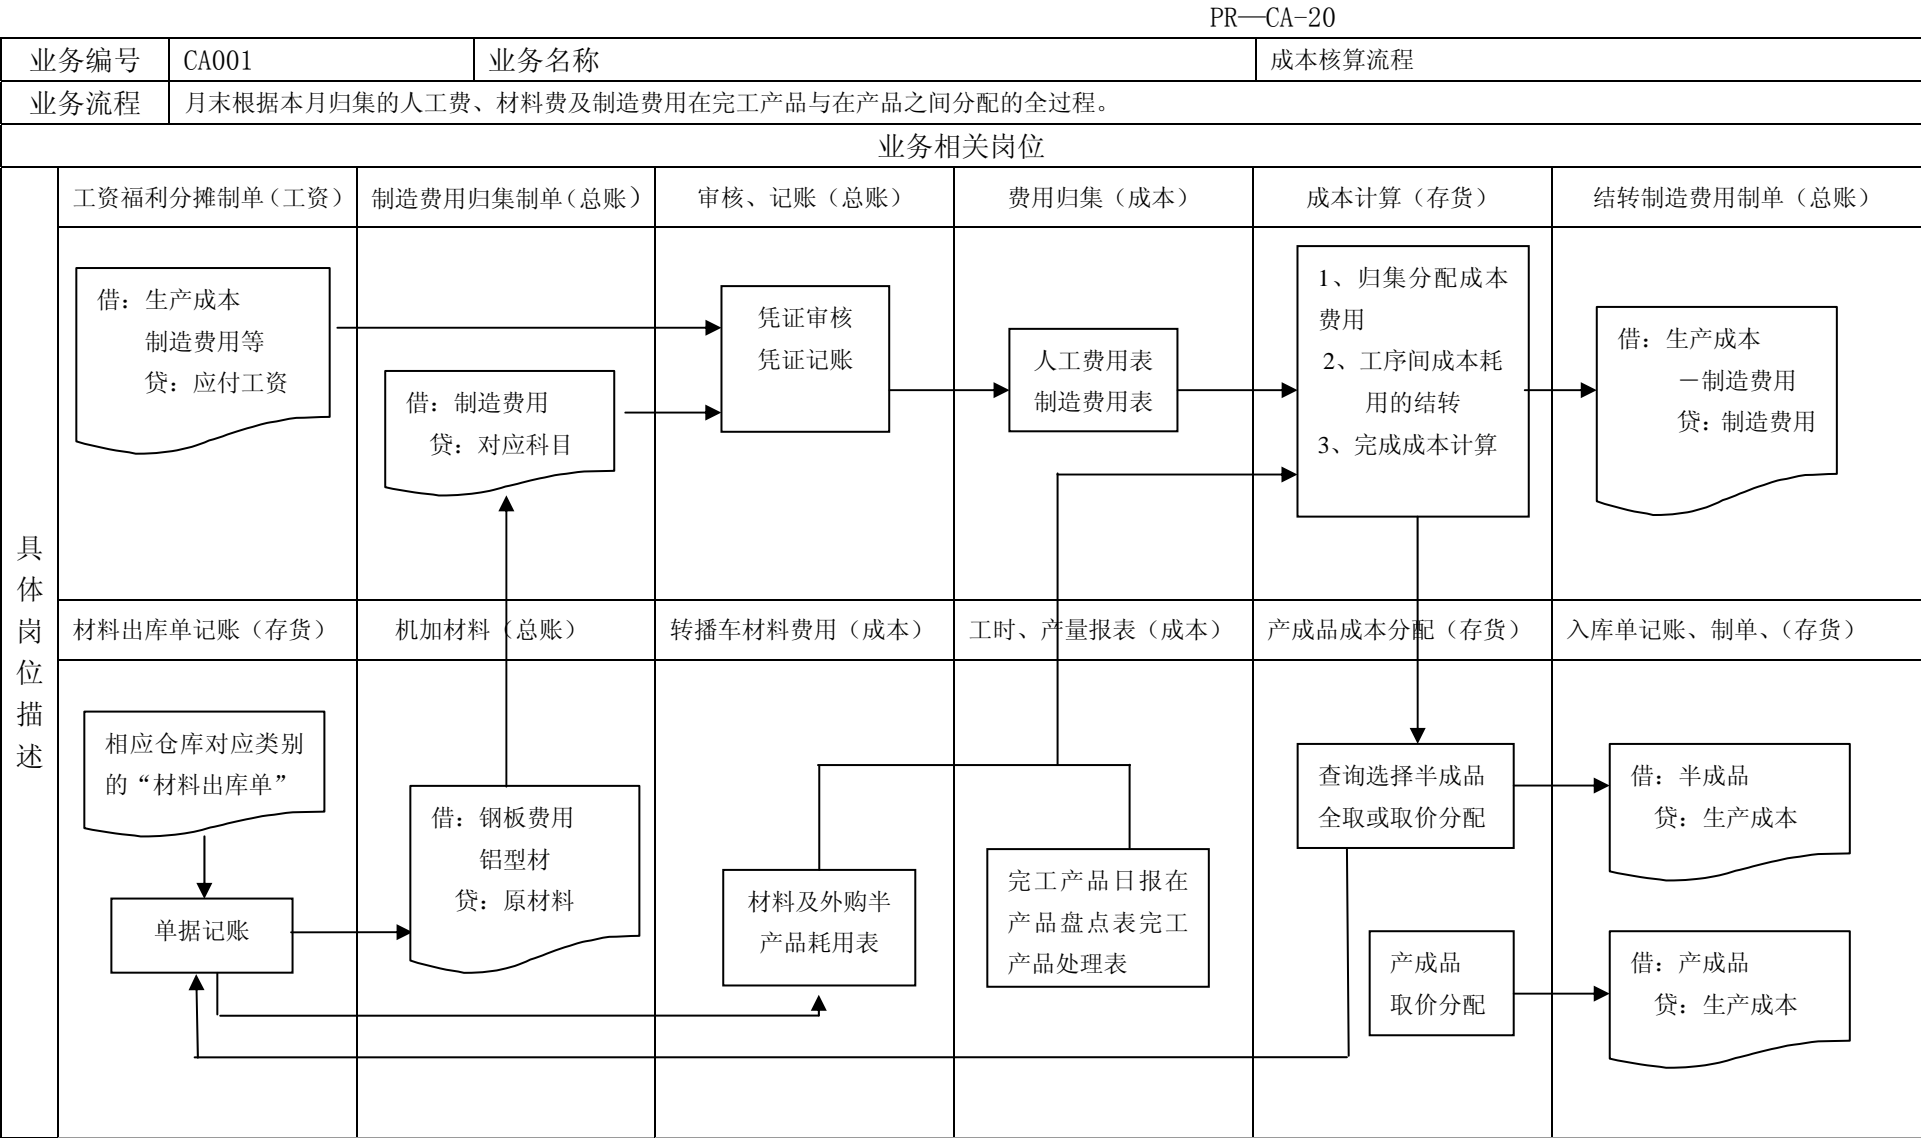 PR—CA-20
业务编号 CA001 业务名称 成本核算流程
业务流程 月末根据本月归集的人工费、材料费及制造费用在完工产品与在产品之间分配的全过程。
业务相关岗位
具体岗位描述
工资福利分摊制单（工资） 制造费用归集制单（总账） 审核、记账（总账） 费用归集（成本） 成本计算（存货） 结转制造费用制单（总账）
借：生产成本
制造费用等
贷：应付工资
借：制造费用
贷：对应科目
凭证审核
凭证记账
人工费用表
制造费用表
1、归集分配成本
费用
2、工序间成本耗
用的结转
3、完成成本计算
借：生产成本
－制造费用
贷：制造费用
材料出库单记账（存货） 机加材料（总账） 转播车材料费用（成本） 工时、产量报表（成本） 产成品成本分配（存货） 入库单记账、制单、（存货）
相应仓库对应类别
的“材料出库单”
单据记账
借：钢板费用
铝型材
贷：原材料
材料及外购半
产品耗用表
完工产品日报在
产品盘点表完工
产品处理表
查询选择半成品
全取或取价分配
产成品
取价分配
借：半成品
贷：生产成本
借：产成品
贷：生产成本